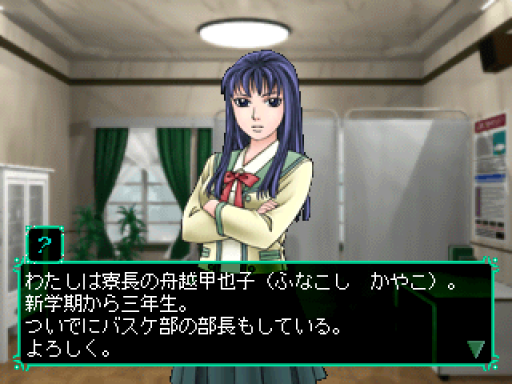 ?
わたしは寮長の舟越甲也子（ふなこし　かやこ）。
新学期から三年生。
ついでにバスケ部の部長もしている。
よろしく。